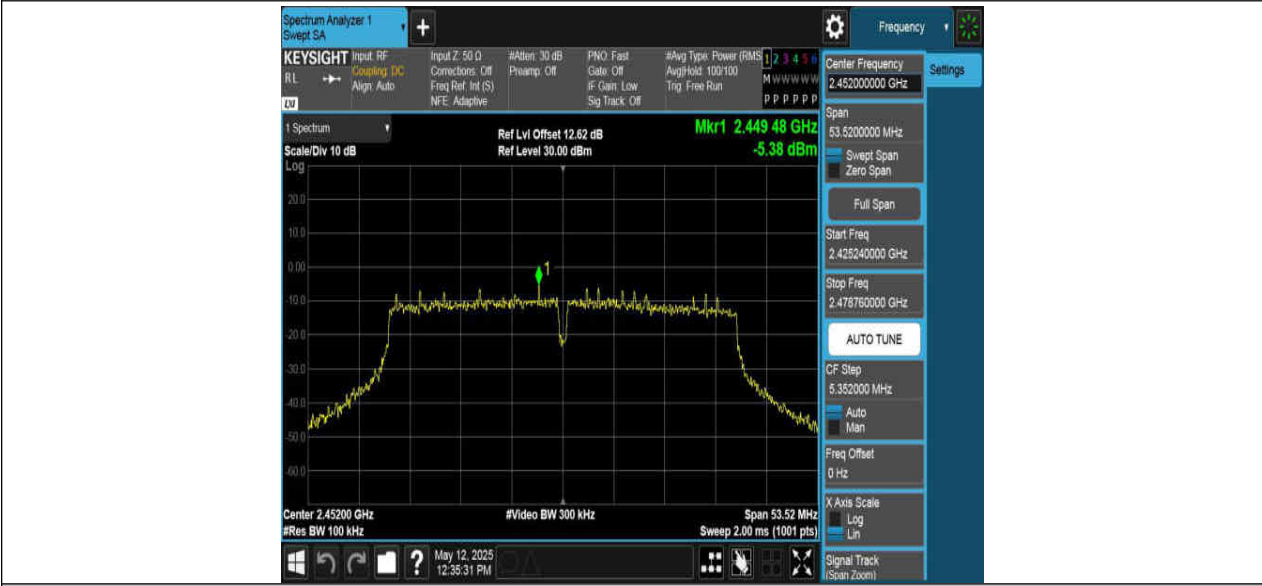 Spectrum Analyzer 1
Swept SA
+
Frequency
KEYSIGHT
RL
LXI
Input: RF
Coupling: DC
Align: Auto
Input Z: 50 Ω
Corrections: Off
Freq Ref: Int (S)
NFE: Adaptive
#Atten: 30 dB
Preamp: Off
PNO: Fast
Gate: Off
IF Gain: Low
Sig Track: Off
#Avg Type: Power (RMS
Avg|Hold: 100/100
Trig: Free Run
1 2 3 4 5 6
M W W W W W
P P P P P P
Center Frequency
2.452000000 GHz
Settings
Span
53.5200000 MHz
Swept Span
Zero Span
Full Span
Start Freq
2.425240000 GHz
Stop Freq
2.478760000 GHz
AUTO TUNE
CF Step
5.352000 MHz
Auto
Man
Freq Offset
0 Hz
X Axis Scale
Log
Lin
Signal Track
(Span Zoom)
1 Spectrum
Scale/Div 10 dB
Log
Ref Lvl Offset 12.62 dB
Ref Level 30.00 dBm
Mkr1 2.449 48 GHz
-5.38 dBm
20.0
10.0
0.00
1
-10.0
-20.0
-30.0
-40.0
-50.0
-60.0
Center 2.45200 GHz
#Res BW 100 kHz
#Video BW 300 kHz
Span 53.52 MHz
Sweep 2.00 ms (1001 pts)
?
May 12, 2025
12:35:31 PM